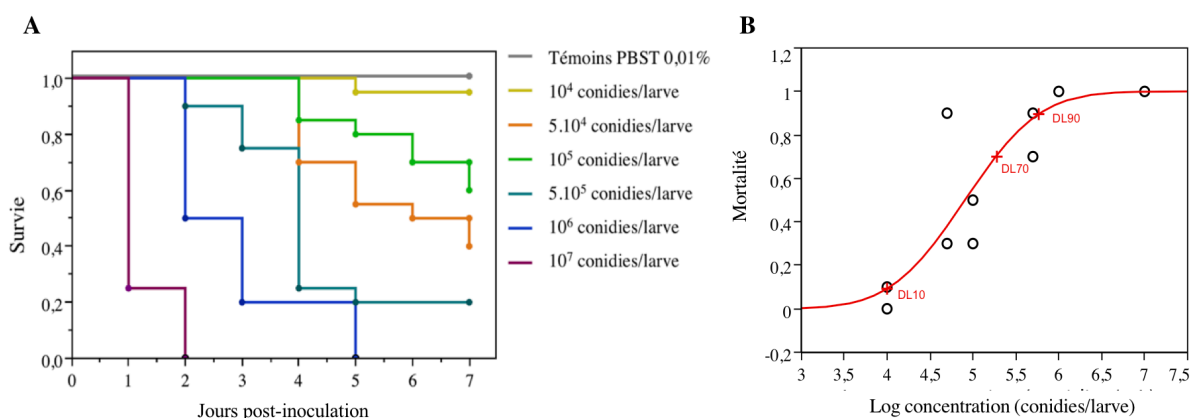 A
Survie
1,0
0,8
0,6
0,4
0,2
0,0
0 1 2 3 4 5 6 7
Jours post-inoculation
Témoins PBST 0,01%
10⁴ conidies/larve
5.10⁴ conidies/larve
10⁵ conidies/larve
5.10⁵ conidies/larve
10⁶ conidies/larve
10⁷ conidies/larve
B
Mortalité
1,2
1
0,8
0,6
0,4
0,2
0
-0,2
DL90
DL70
DL10
3 3,5 4 4,5 5 5,5 6 6,5 7 7,5
Log concentration (conidies/larve)